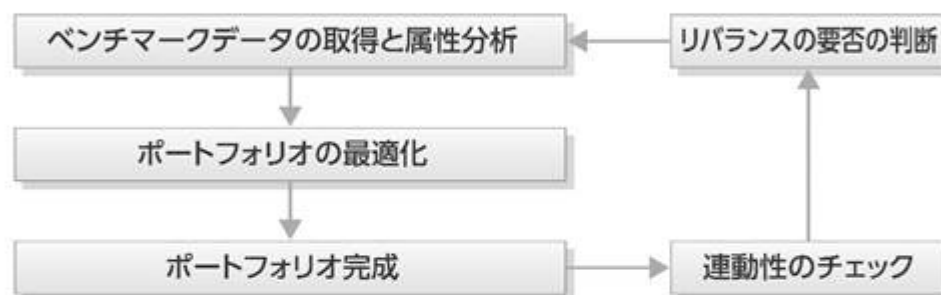 ベンチマークデータの取得と属性分析
リバランスの要否の判断
ポートフォリオの最適化
ポートフォリオ完成
連動性のチェック